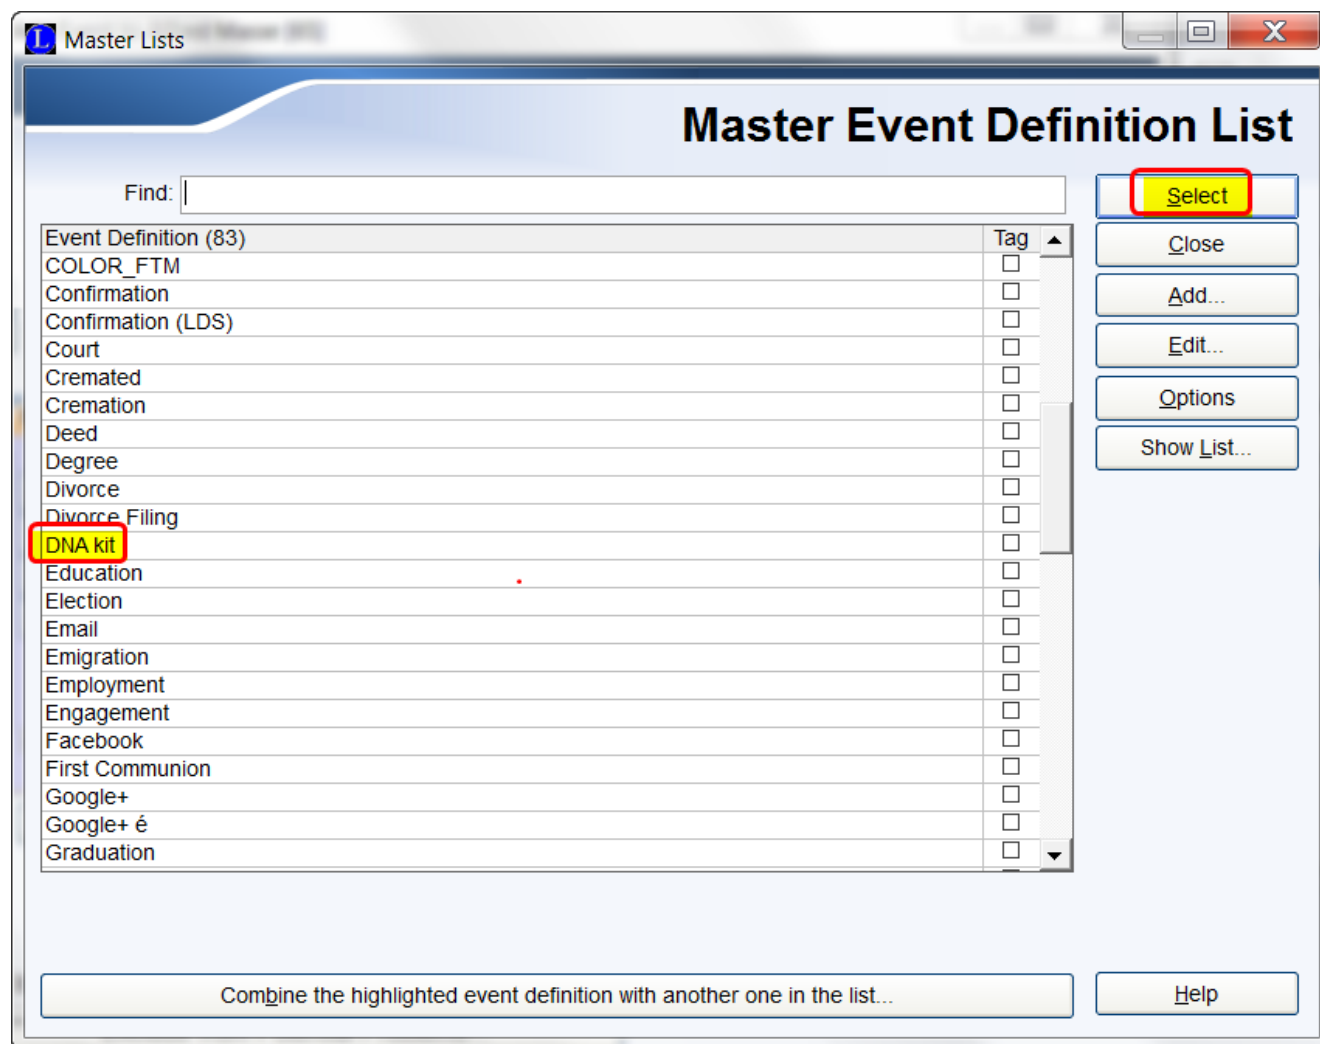 L Master Lists
Master Event Definition List
Find:
Select
Event Definition (83) Tag
Close
COLOR_FTM
Confirmation
Add...
Confirmation (LDS)
Court
Edit...
Cremated
Cremation
Options
Deed
Degree
Show List...
Divorce
Divorce Filing
DNA kit
Education
Election
Email
Emigration
Employment
Engagement
Facebook
First Communion
Google+
Google+ é
Graduation
Combine the highlighted event definition with another one in the list...
Help